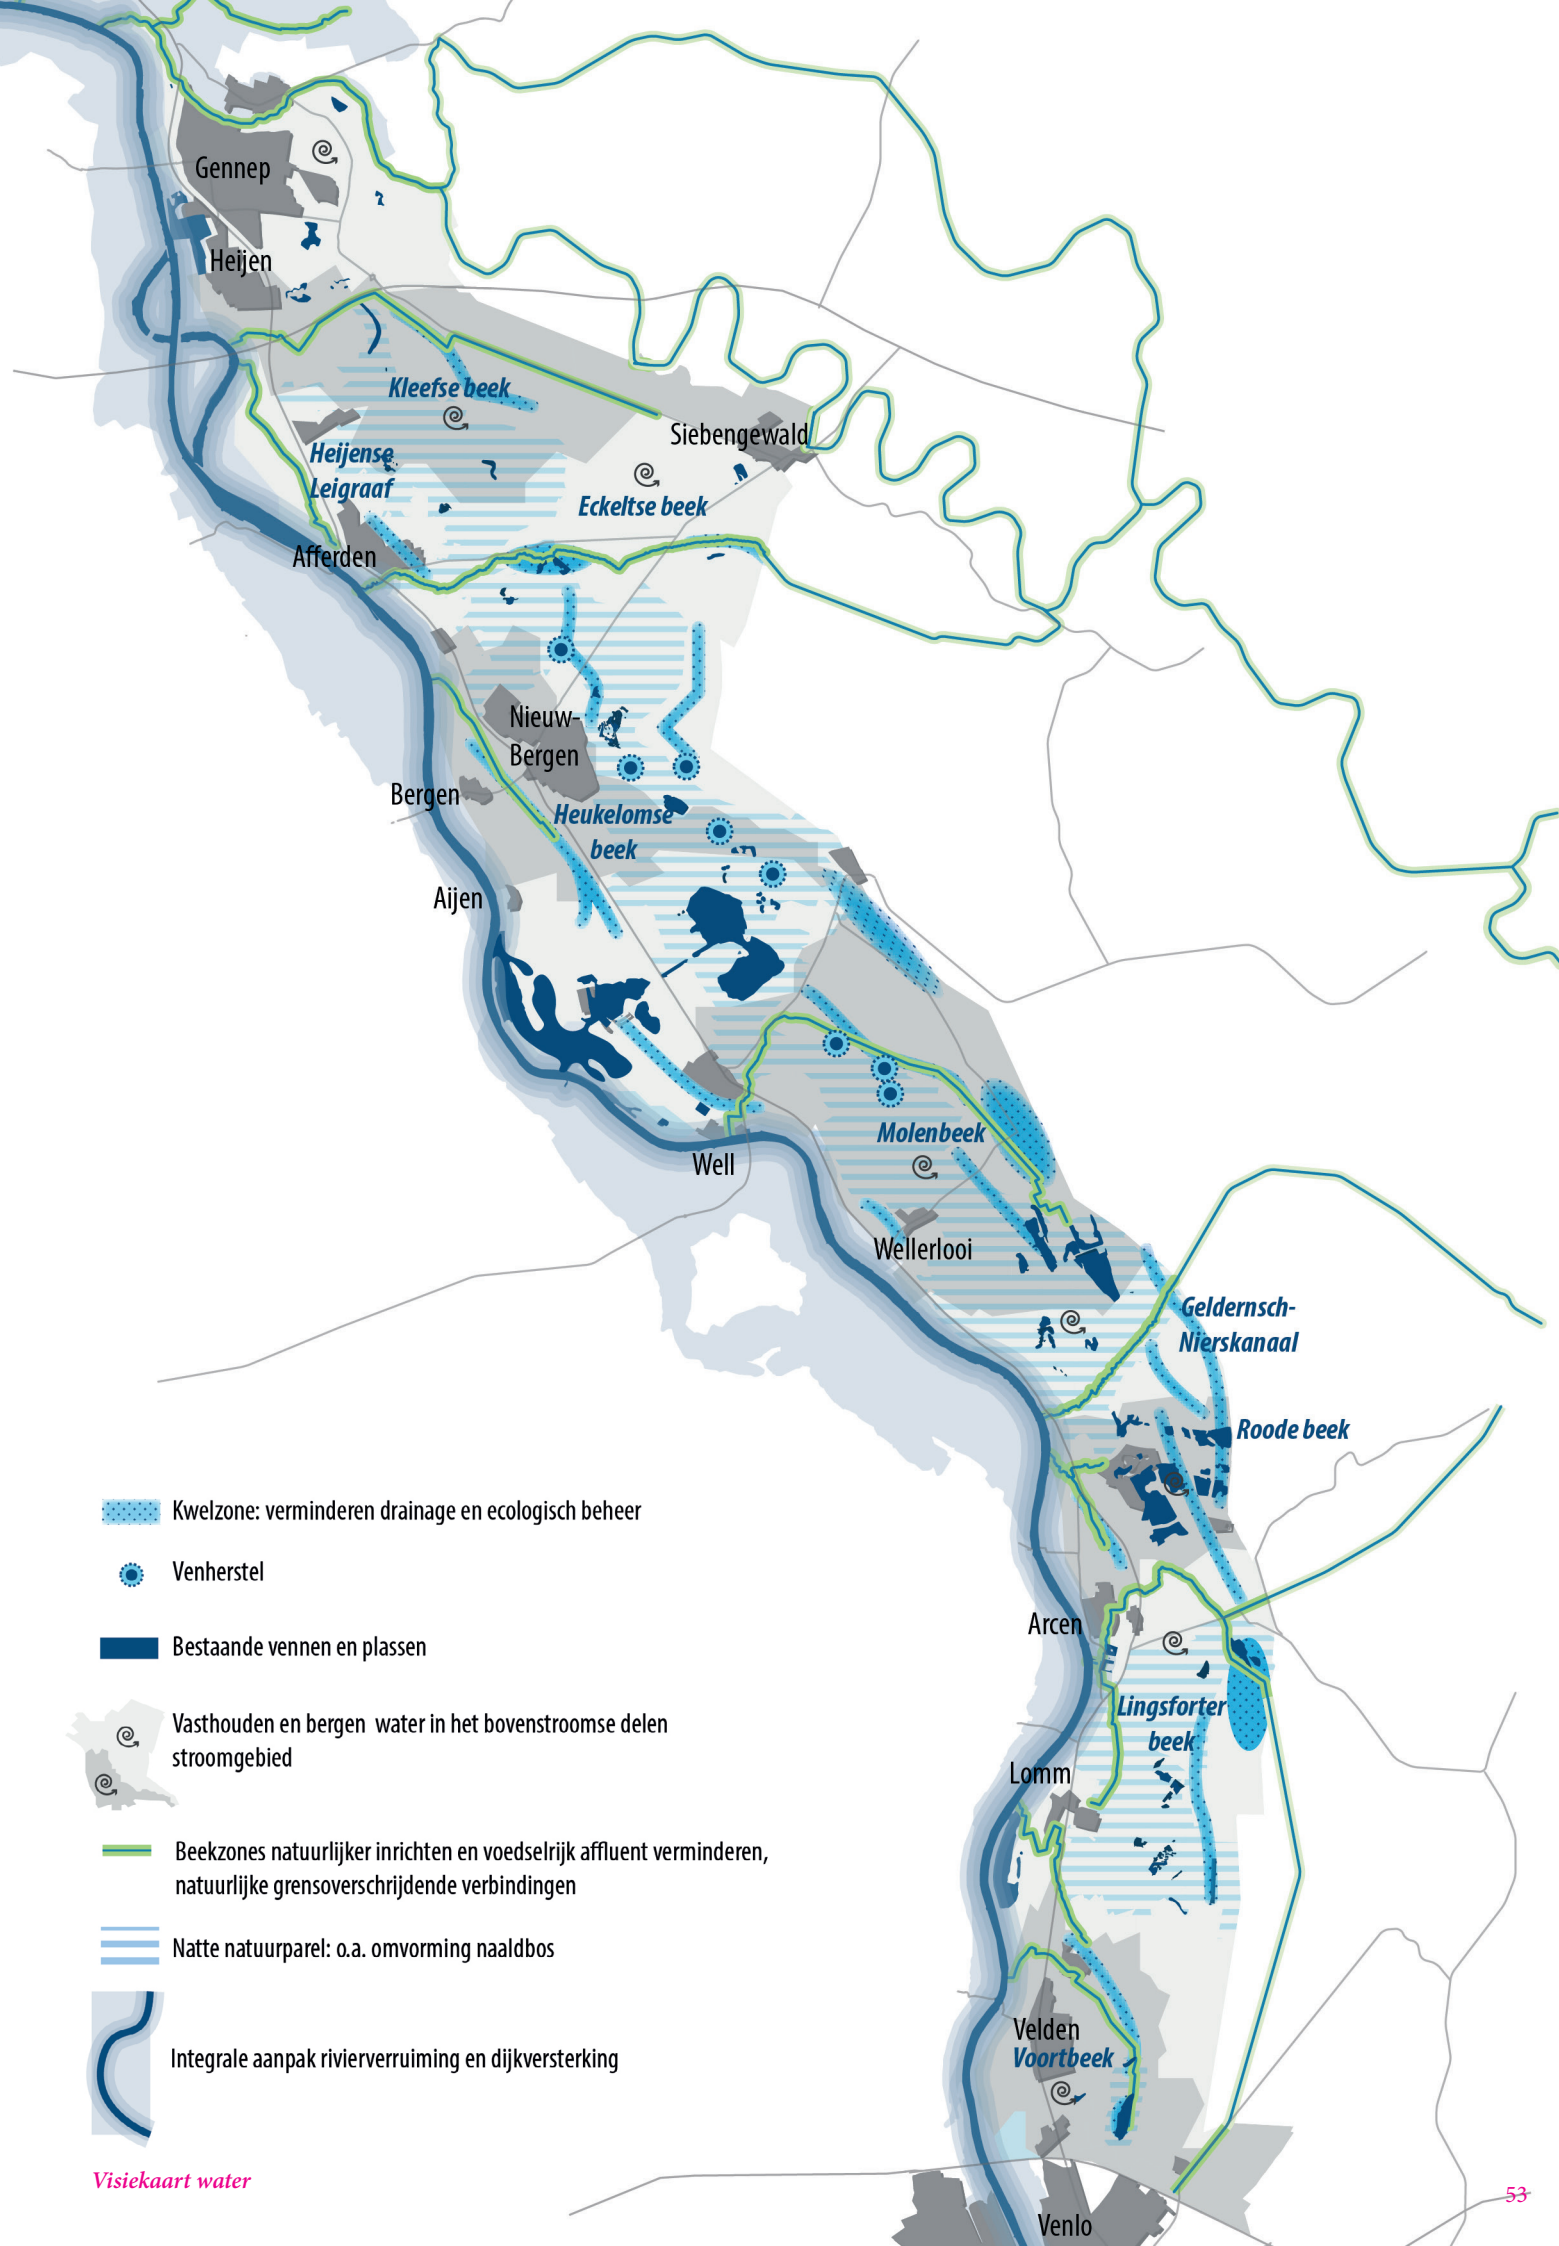 Gennep
Heijen
Kleefse beek
Siebengewald
Heijense
Leigraaf
Eckeltse beek
Afferden
Nieuw-
Bergen
Bergen
Heukelomse
beek
Aijen
Molenbeek
Well
Wellerlooi
Geldernsch-
Nierskanaal
Roode beek
Kwelzone: verminderen drainage en ecologisch beheer
Venherstel
Arcen
Bestaande vennen en plassen
Lingsforter
beek
Vasthouden en bergen water in het bovenstroomse delen
stroomgebied
Lomm
Beekzones natuurlijker inrichten en voedselrijk affluent verminderen,
natuurlijke grensoverschrijdende verbindingen
Natte natuurparel: o.a. omvorming naaldbos
Velden
Voortbeek
Integrale aanpak rivierverruiming en dijkversterking
Visiekaart water
53
Venlo